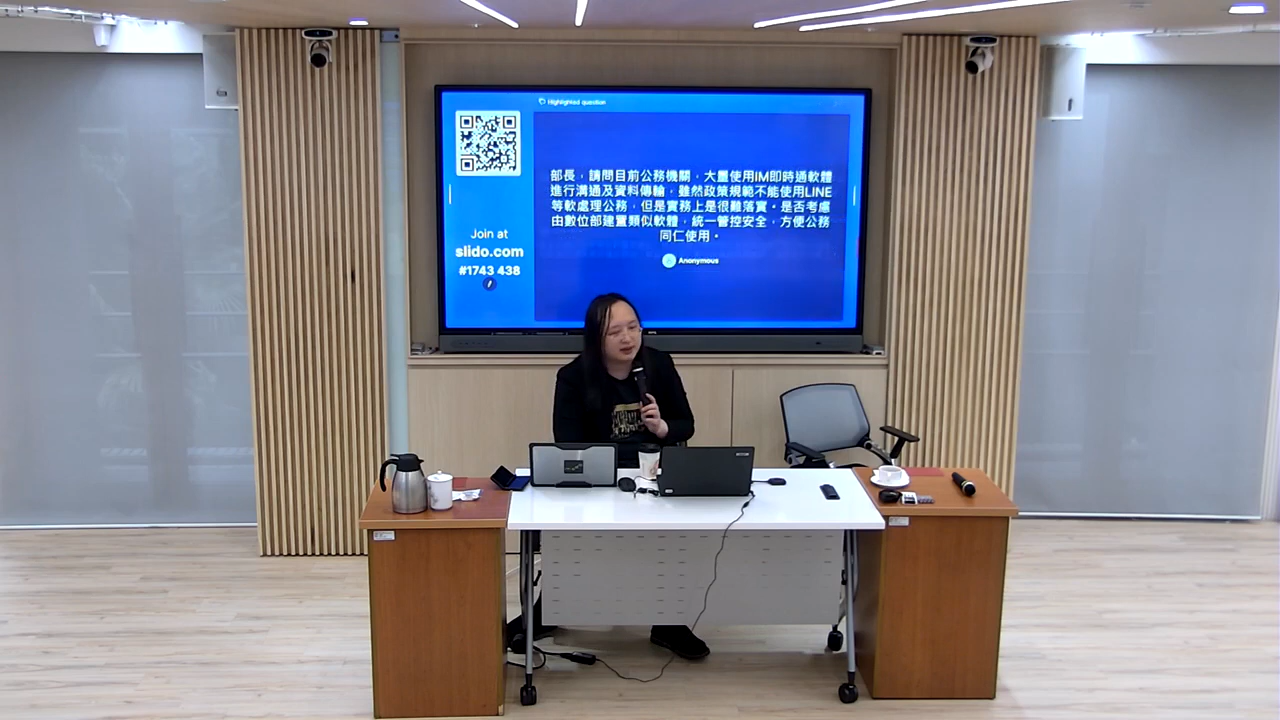 Highlighted question
部長，請問目前公務機關，大量使用IM即時通軟體
進行溝通及資料傳輸，雖然政策規範不能使用LINE
等軟處理公務，但是實務上是很難落實。是否考慮
由數位部建置類似軟體，統一管控安全，方便公務
同仁使用。
Anonymous
Join at
slido.com
#1743 438